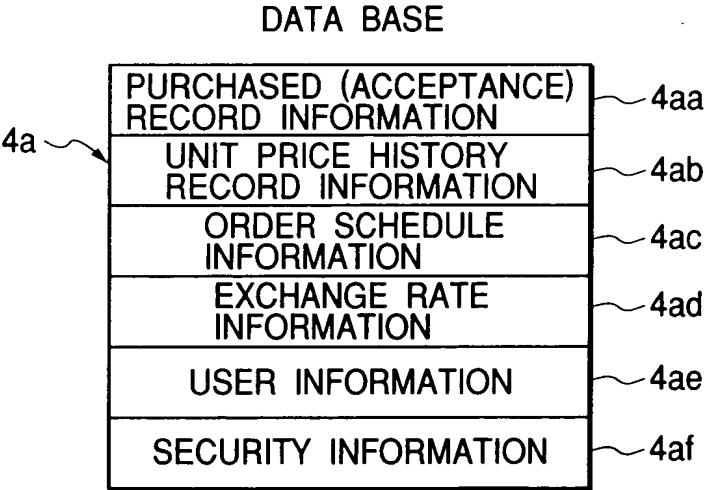 DATA BASE
PURCHASED (ACCEPTANCE)
RECORD INFORMATION
4aa
4a
UNIT PRICE HISTORY
RECORD INFORMATION
4ab
ORDER SCHEDULE
INFORMATION
4ac
EXCHANGE RATE
INFORMATION
4ad
USER INFORMATION
4ae
SECURITY INFORMATION
4af